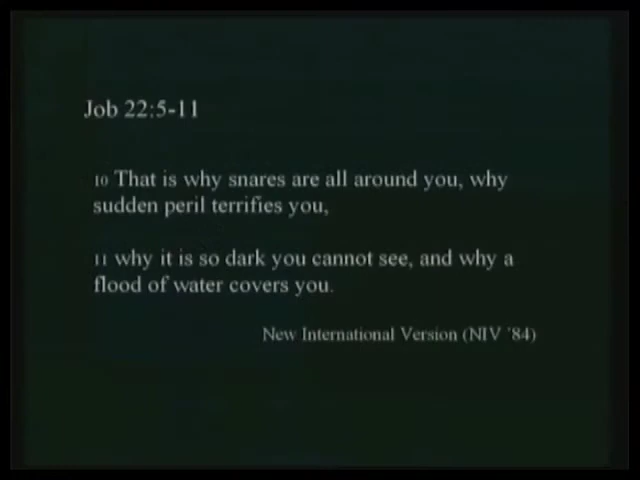 Job 22:5-11
10 That is why snares are all around you, why
sudden peril terrifies you,
11 why it is so dark you cannot see, and why a
flood of water covers you.
New International Version (NIV '84)